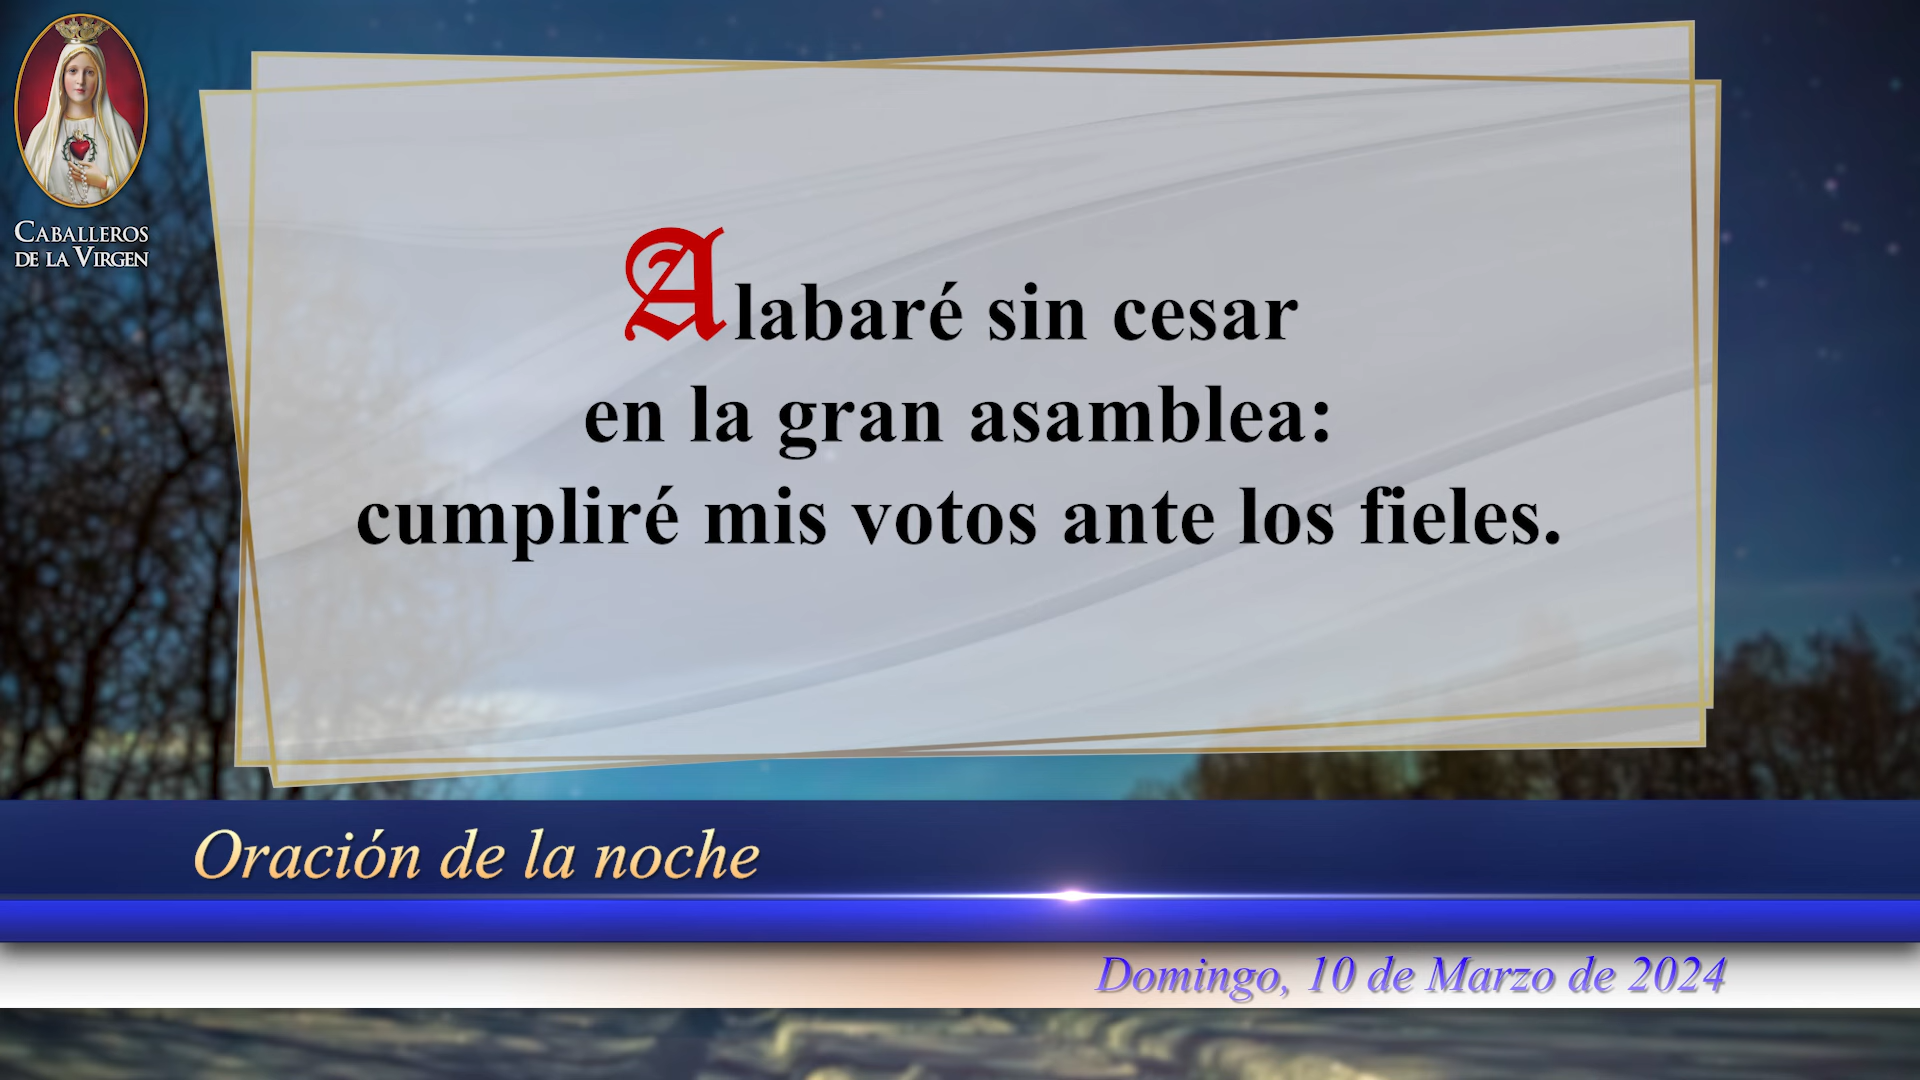 CABALLEROS
DE LA VIRGEN
Alabaré sin cesar
en la gran asamblea:
cumpliré mis votos ante los fieles.
Oración de la noche
Domingo, 10 de Marzo de 2024